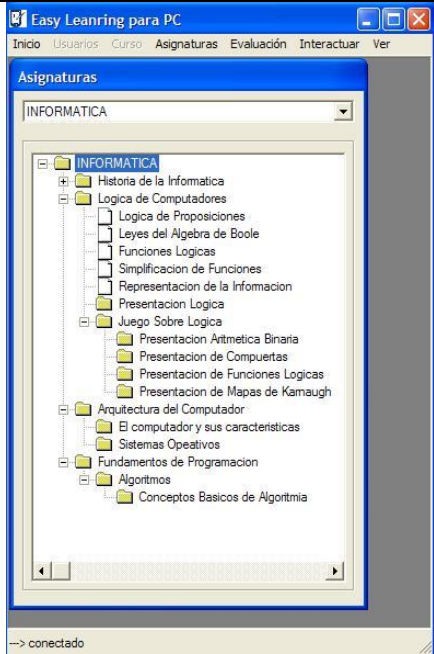 Easy Leanring para PC
Inicio Usuarios Curso Asignaturas Evaluación Interactuar Ver
Asignaturas
INFORMATICA
INFORMATICA
Historia de la Informatica
Logica de Computadores
Logica de Proposiciones
Leyes del Algebra de Boole
Funciones Logicas
Simplificacion de Funciones
Representacion de la Informacion
Presentacion Logica
Juego Sobre Logica
Presentacion Aritmetica Binaria
Presentacion de Compuertas
Presentacion de Funciones Logicas
Presentacion de Mapas de Karnaugh
Arquitectura del Computador
El computador y sus caracteristicas
Sistemas Opeativos
Fundamentos de Programacion
Algoritmos
Conceptos Basicos de Algoritmia
--> conectado